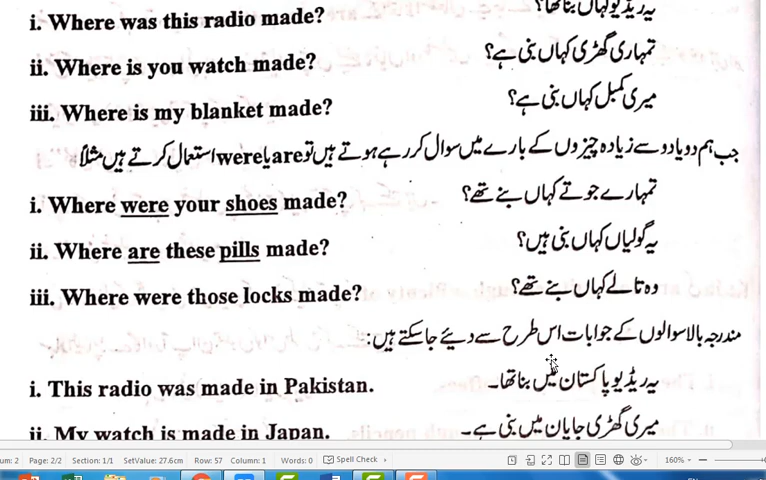 i. Where was this radio made? یہ ریڈیو کہاں بنا تھا؟
ii. Where is you watch made? تمہاری گھڑی کہاں بنی ہے؟
iii. Where is my blanket made? میری کمبل کہاں بنی ہے؟
جب ہم دو یا دو سے زیادہ چیزوں کے بارے میں سوال کر رہے ہوتے ہیں تو are یا were استعمال کرتے ہیں مثلاً
i. Where were your shoes made? تمہارے جوتے کہاں بنے تھے؟
ii. Where are these pills made? یہ گولیاں کہاں بنی ہیں؟
iii. Where were those locks made? وہ تالے کہاں بنے تھے؟
مندرجہ بالا سوالوں کے جوابات اس طرح سے دیئے جا سکتے ہیں:
i. This radio was made in Pakistan. یہ ریڈیو پاکستان میں بنا تھا۔
ii. My watch is made in Japan. میری گھڑی جاپان میں بنی ہے۔
um: 2 Page: 2/2 Section: 1/1 SetValue: 27.6cm Row: 57 Column: 1 Words: 0 Spell Check 160%